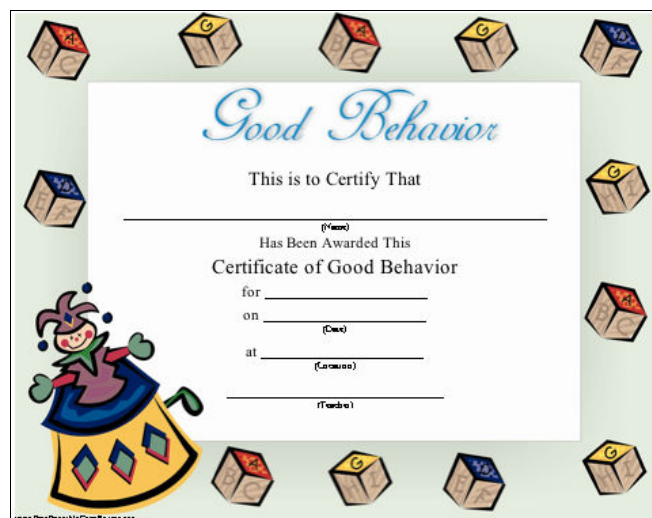 Good Behavior
This is to Certify That
(Name)
Has Been Awarded This
Certificate of Good Behavior
for
on
(Date)
at
(Location)
(Teacher)
A
B C
G
H L
A
B C
G
H L
E F
E F
G
H L
A
B C
A
B C
G
H L
E F
G
H L